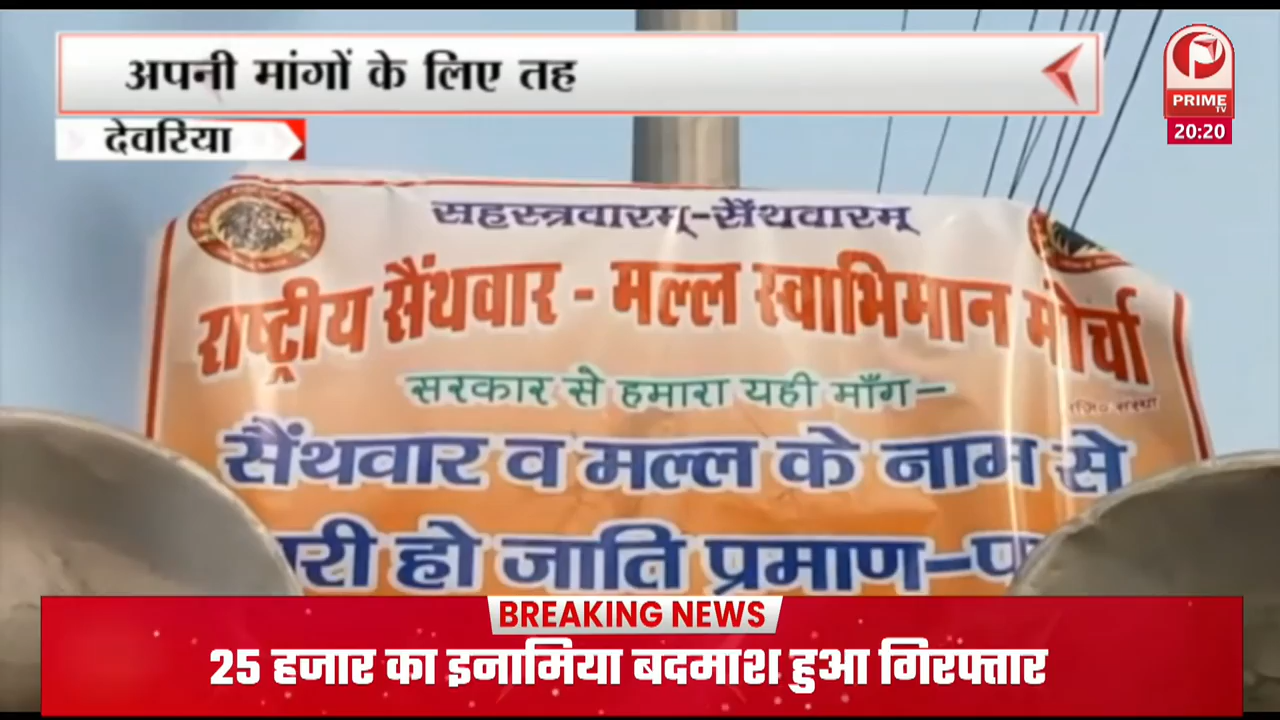 अपनी मांगों के लिए तह
PRIME
TV
20:20
देवरिया
सहस्त्रवारम्-सेंथवारम्
राष्ट्रीय सैंथवार - मल्ल स्वाभिमान मोर्चा
सरकार से हमारा यही माँग-
सैंथवार व मल्ल के नाम से
हो जाति प्रमाण-
BREAKING NEWS
25 हजार का इनामिया बदमाश हुआ गिरफ्तार